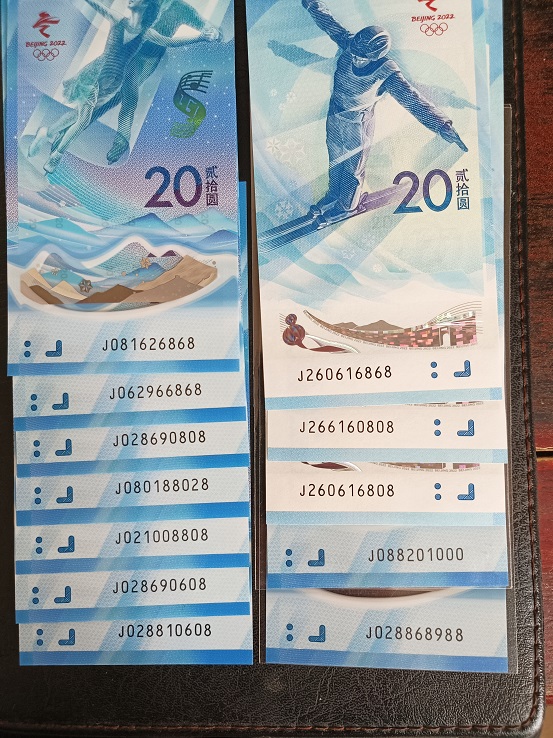 BEIJING 2022
20 贰拾圆
J081626868
J062966868
J028690808
J080188028
J021008808
J028690608
J028810608
BEIJING 2022
20 贰拾圆
J260616868
J266160808
J260616808
J088201000
J028868988